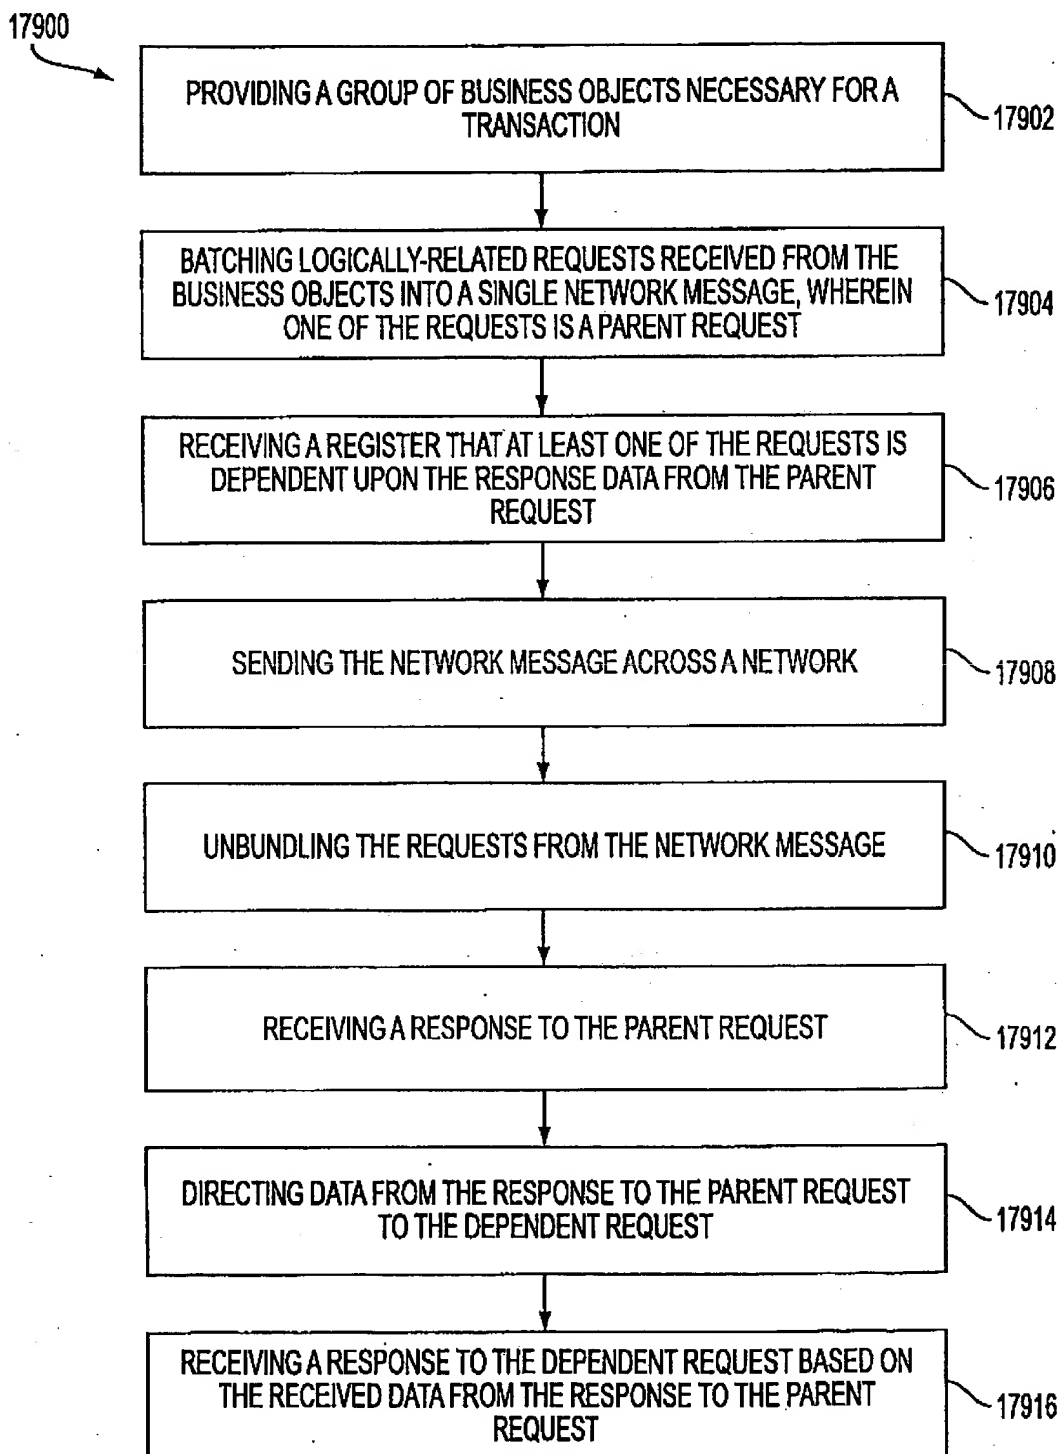 17900
PROVIDING A GROUP OF BUSINESS OBJECTS NECESSARY FOR A
TRANSACTION
17902
BATCHING LOGICALLY-RELATED REQUESTS RECEIVED FROM THE
BUSINESS OBJECTS INTO A SINGLE NETWORK MESSAGE, WHEREIN
ONE OF THE REQUESTS IS A PARENT REQUEST
17904
RECEIVING A REGISTER THAT AT LEAST ONE OF THE REQUESTS IS
DEPENDENT UPON THE RESPONSE DATA FROM THE PARENT
REQUEST
17906
SENDING THE NETWORK MESSAGE ACROSS A NETWORK
17908
UNBUNDLING THE REQUESTS FROM THE NETWORK MESSAGE
17910
RECEIVING A RESPONSE TO THE PARENT REQUEST
17912
DIRECTING DATA FROM THE RESPONSE TO THE PARENT REQUEST
TO THE DEPENDENT REQUEST
17914
RECEIVING A RESPONSE TO THE DEPENDENT REQUEST BASED ON
THE RECEIVED DATA FROM THE RESPONSE TO THE PARENT
REQUEST
17916